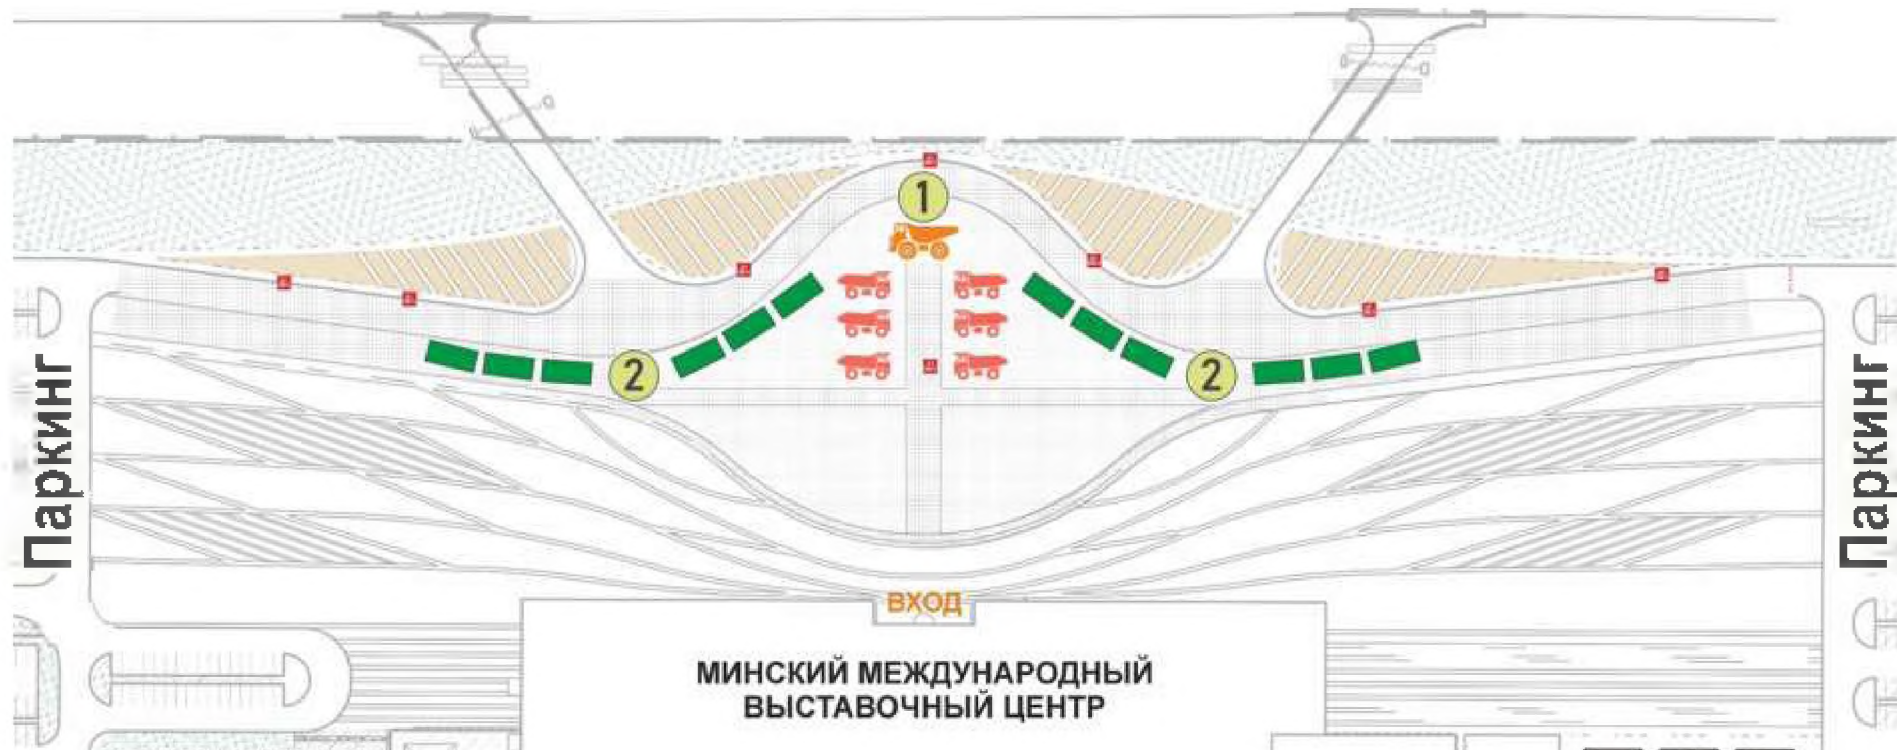 1
2
2
Паркинг
Паркинг
ВХОД
МИНСКИЙ МЕЖДУНАРОДНЫЙ
ВЫСТАВОЧНЫЙ ЦЕНТР